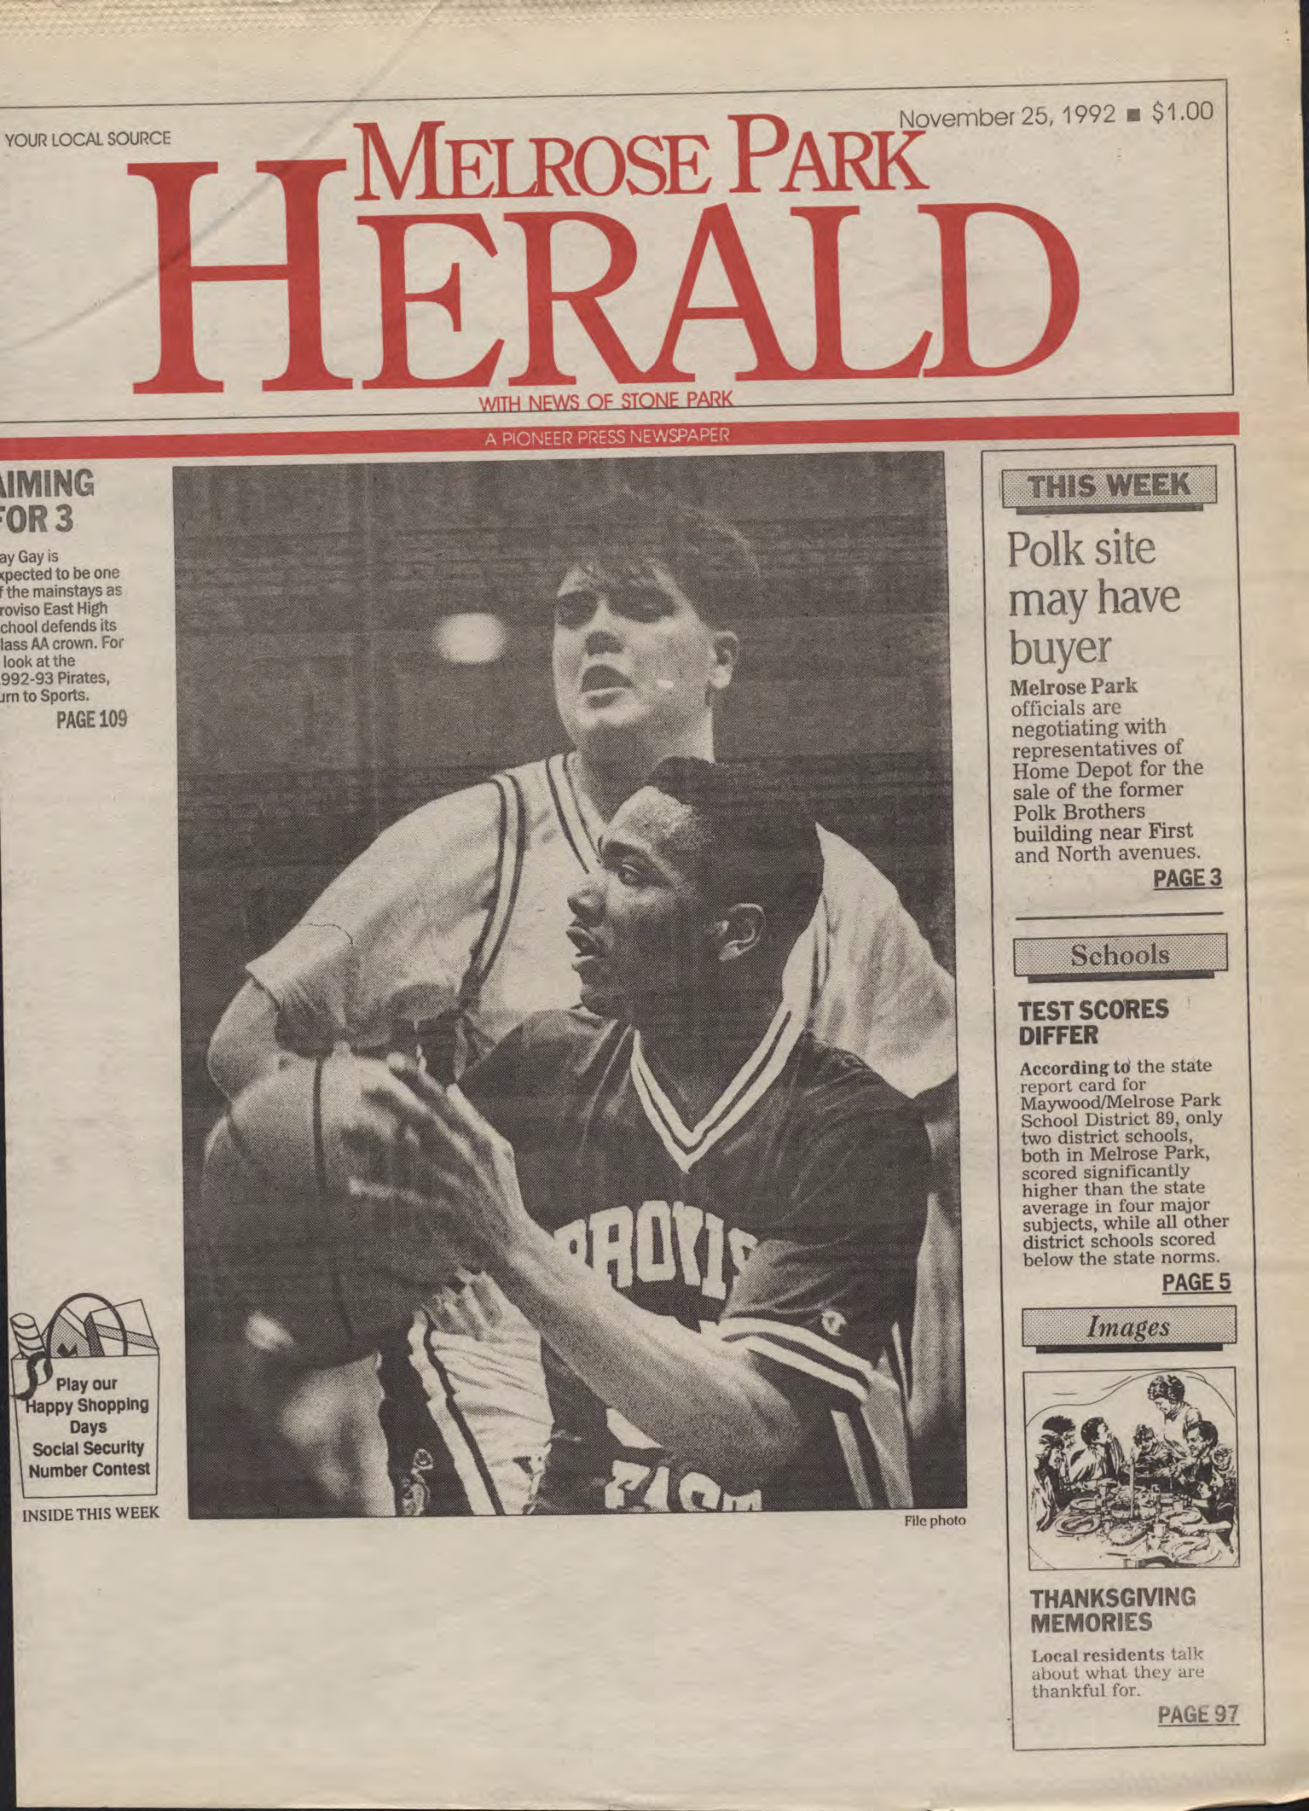 YOUR LOCAL SOURCE
November 25, 1992 ■ $1.00
MELROSE PARK
HERALD
WITH NEWS OF STONE PARK
A PIONEER PRESS NEWSPAPER
AIMING
FOR 3
ay Gay is
xpected to be one
f the mainstays as
roviso East High
chool defends its
lass AA crown. For
look at the
992-93 Pirates,
urn to Sports.
PAGE 109
Play our
Happy Shopping
Days
Social Security
Number Contest
INSIDE THIS WEEK
PROVIS
EAST
File photo
THIS WEEK
Polk site
may have
buyer
Melrose Park
officials are
negotiating with
representatives of
Home Depot for the
sale of the former
Polk Brothers
building near First
and North avenues.
PAGE 3
Schools
TEST SCORES
DIFFER
According to the state
report card for
Maywood/Melrose Park
School District 89, only
two district schools,
both in Melrose Park,
scored significantly
higher than the state
average in four major
subjects, while all other
district schools scored
below the state norms.
PAGE 5
Images
THANKSGIVING
MEMORIES
Local residents talk
about what they are
thankful for.
PAGE 97